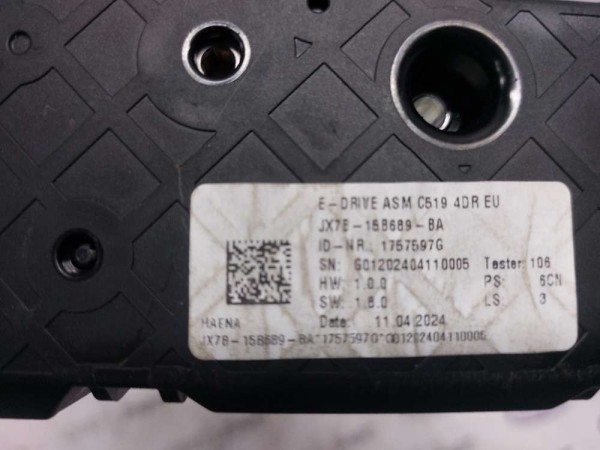 E-DRIVE ASM C519 4DR EU
JX7B-15B689-BA
ID-NR.: 1757597G
SN: G01202404110005 Tester: 106
HW: 1.0.0 PS: 6CN
SW: 1.8.0 LS: 3
HAENA Date: 11.04.2024
JX7B-15B689-BA*1757597G*G01202404110005